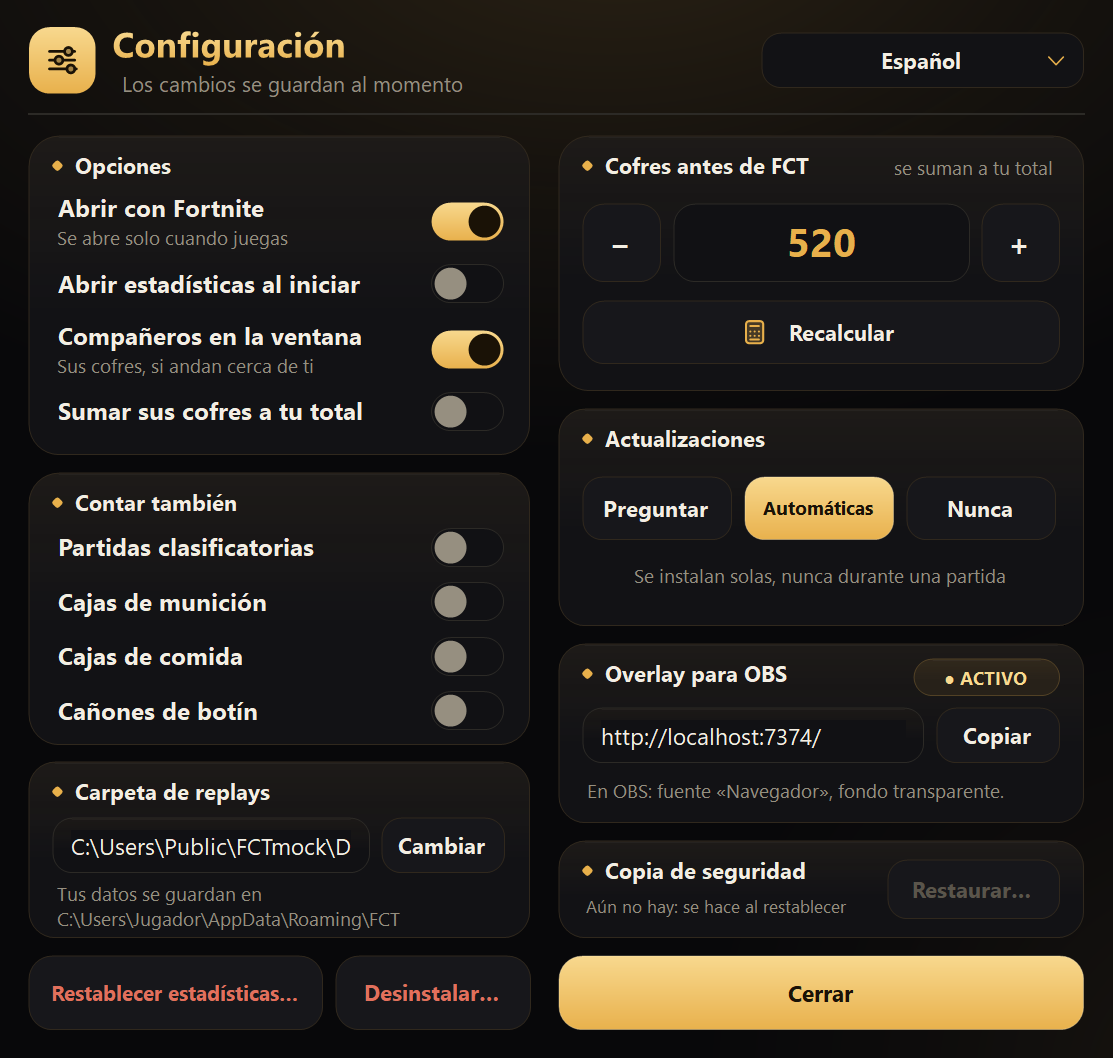 Configuración
Los cambios se guardan al momento
Español
Opciones
Abrir con Fortnite
Se abre solo cuando juegas
Abrir estadísticas al iniciar
Compañeros en la ventana
Sus cofres, si andan cerca de ti
Sumar sus cofres a tu total
Contar también
Partidas clasificatorias
Cajas de munición
Cajas de comida
Cañones de botín
Carpeta de replays
C:\Users\Public\FCTmock\D
Cambiar
Tus datos se guardan en
C:\Users\Jugador\AppData\Roaming\FCT
Restablecer estadísticas...
Desinstalar...
Cofres antes de FCT
se suman a tu total
–
520
+
Recalcular
Actualizaciones
Preguntar
Automáticas
Nunca
Se instalan solas, nunca durante una partida
Overlay para OBS
● ACTIVO
http://localhost:7374/
Copiar
En OBS: fuente «Navegador», fondo transparente.
Copia de seguridad
Aún no hay: se hace al restablecer
Restaurar...
Cerrar